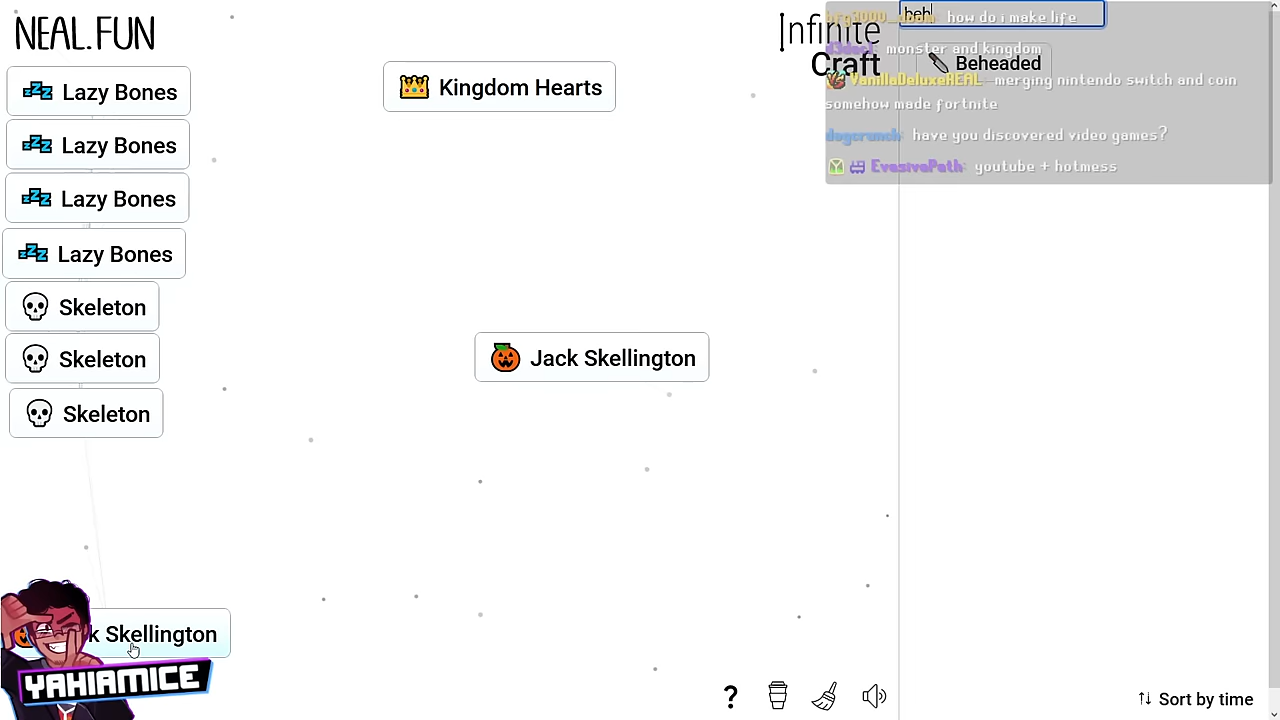 NEAL.FUN
Infinite
Craft
Lazy Bones
Lazy Bones
Lazy Bones
Lazy Bones
Skeleton
Skeleton
Skeleton
Kingdom Hearts
Jack Skellington
k Skellington
YAHIAMICE
beh
Beheaded
how do i make life
monster and kingdom
VanillaDeluxeREAL merging nintendo switch and coin
somehow made fortnite
dogcrunch: have you discovered video games?
EvasivePath: youtube + hotmess
?
Sort by time